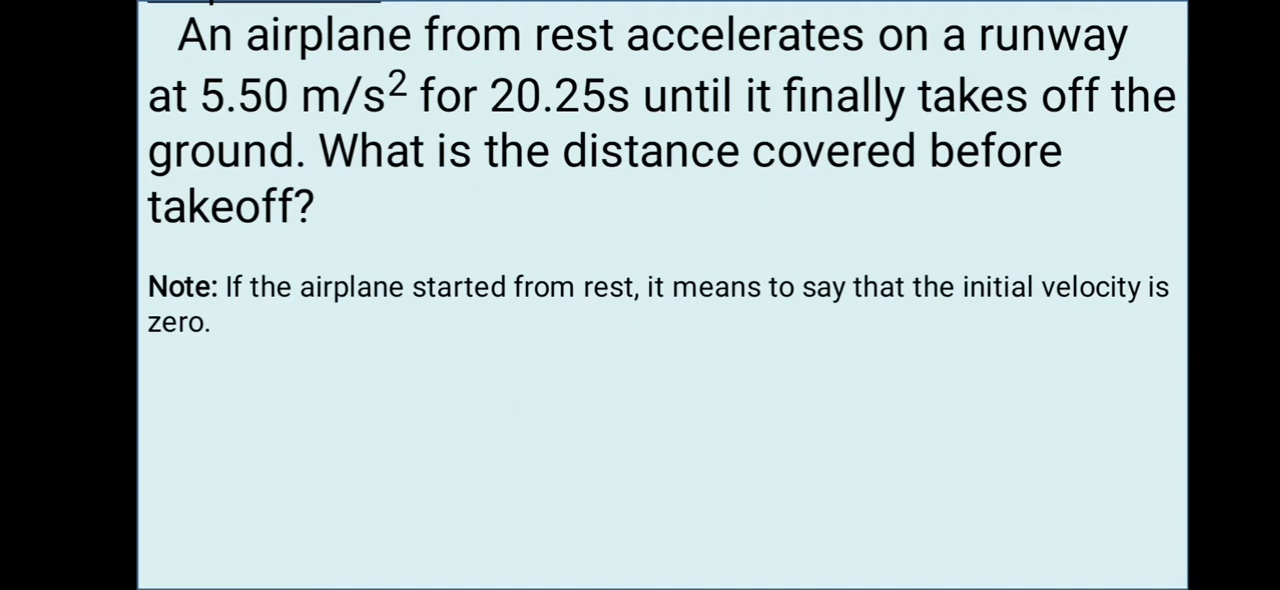 An airplane from rest accelerates on a runway
at 5.50 m/s² for 20.25s until it finally takes off the
ground. What is the distance covered before
takeoff?
Note: If the airplane started from rest, it means to say that the initial velocity is
zero.